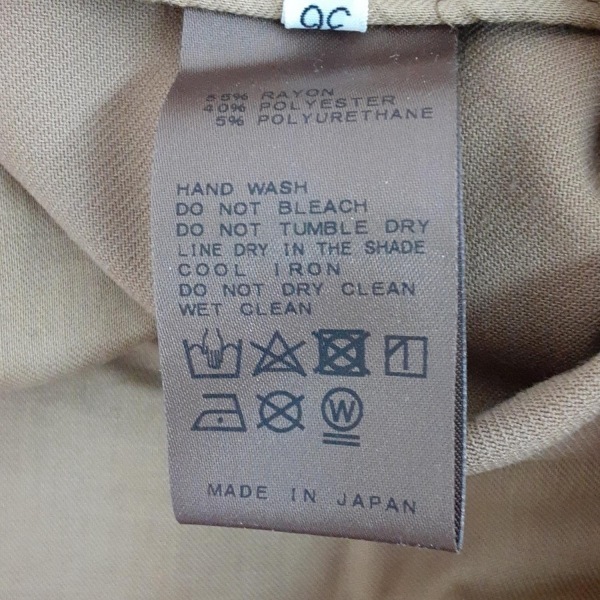 36
55% RAYON
40% POLYESTER
5% POLYURETHANE
HAND WASH
DO NOT BLEACH
DO NOT TUMBLE DRY
LINE DRY IN THE SHADE
COOL IRON
DO NOT DRY CLEAN
WET CLEAN
W
MADE IN JAPAN